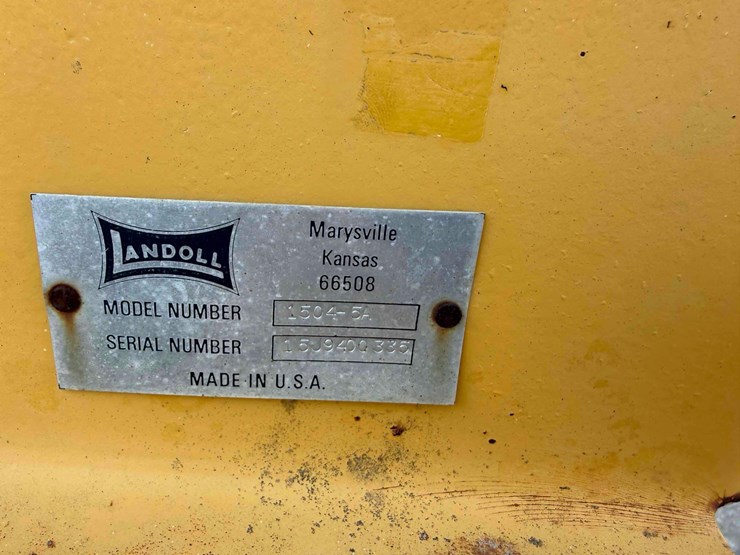 LANDOLL
Marysville
Kansas
66508
MODEL NUMBER 1504-5A
SERIAL NUMBER
MADE IN U.S.A.